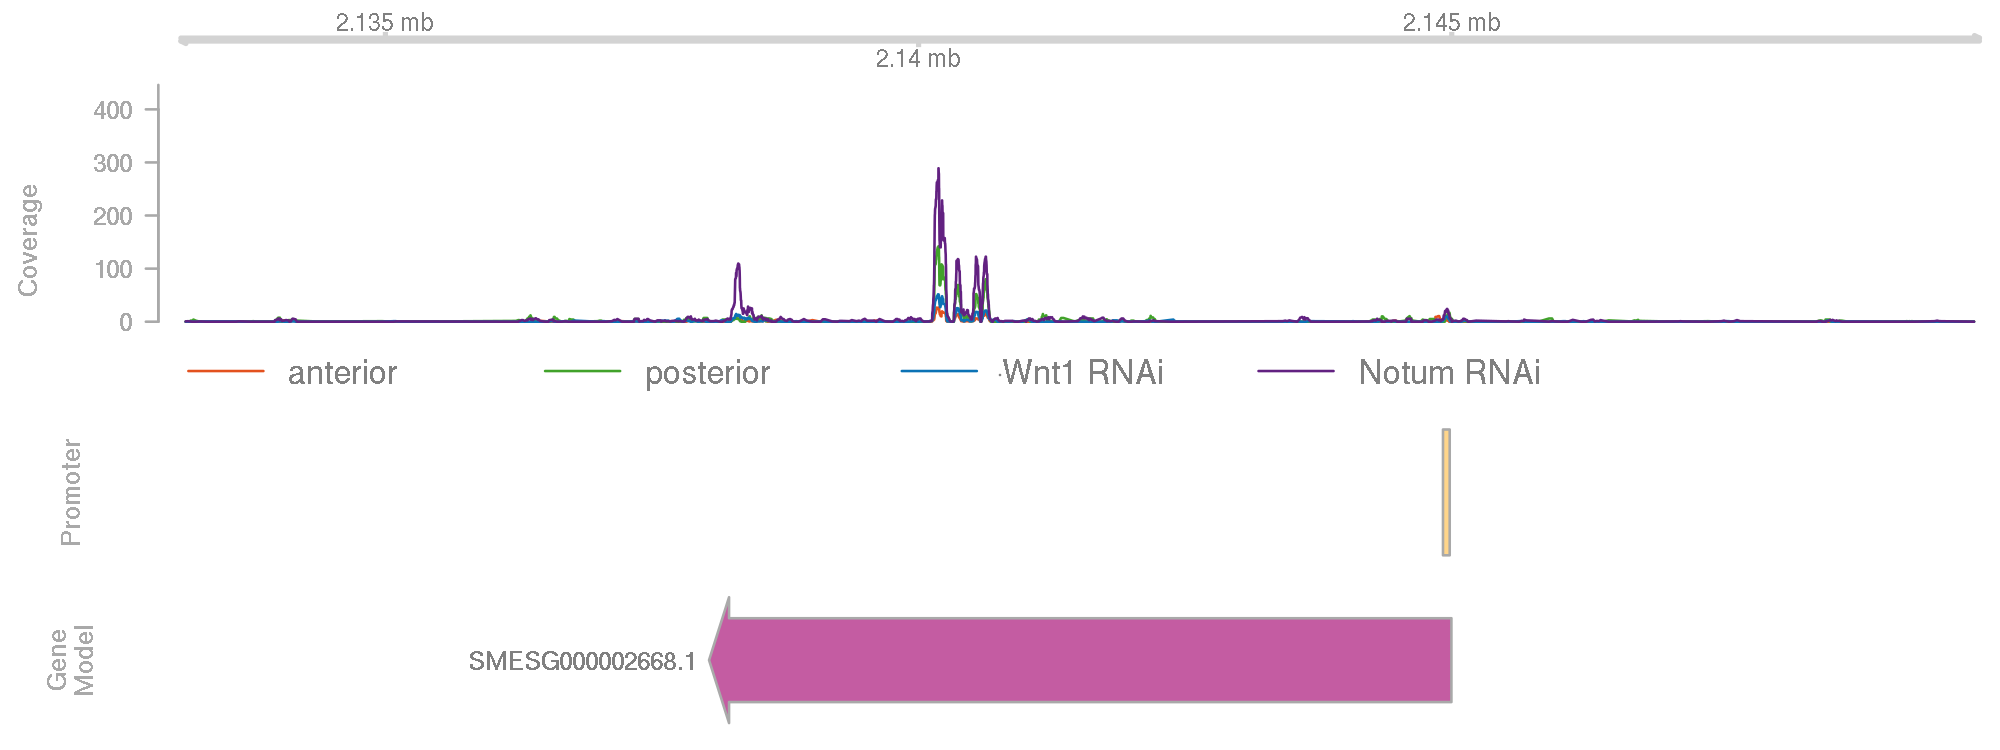 2.135 mb
2.145 mb
2.14 mb
400
300
200
100
0
Coverage
anterior
posterior
Wnt1 RNAi
Notum RNAi
Promoter
Gene
Model
SMESG000002668.1